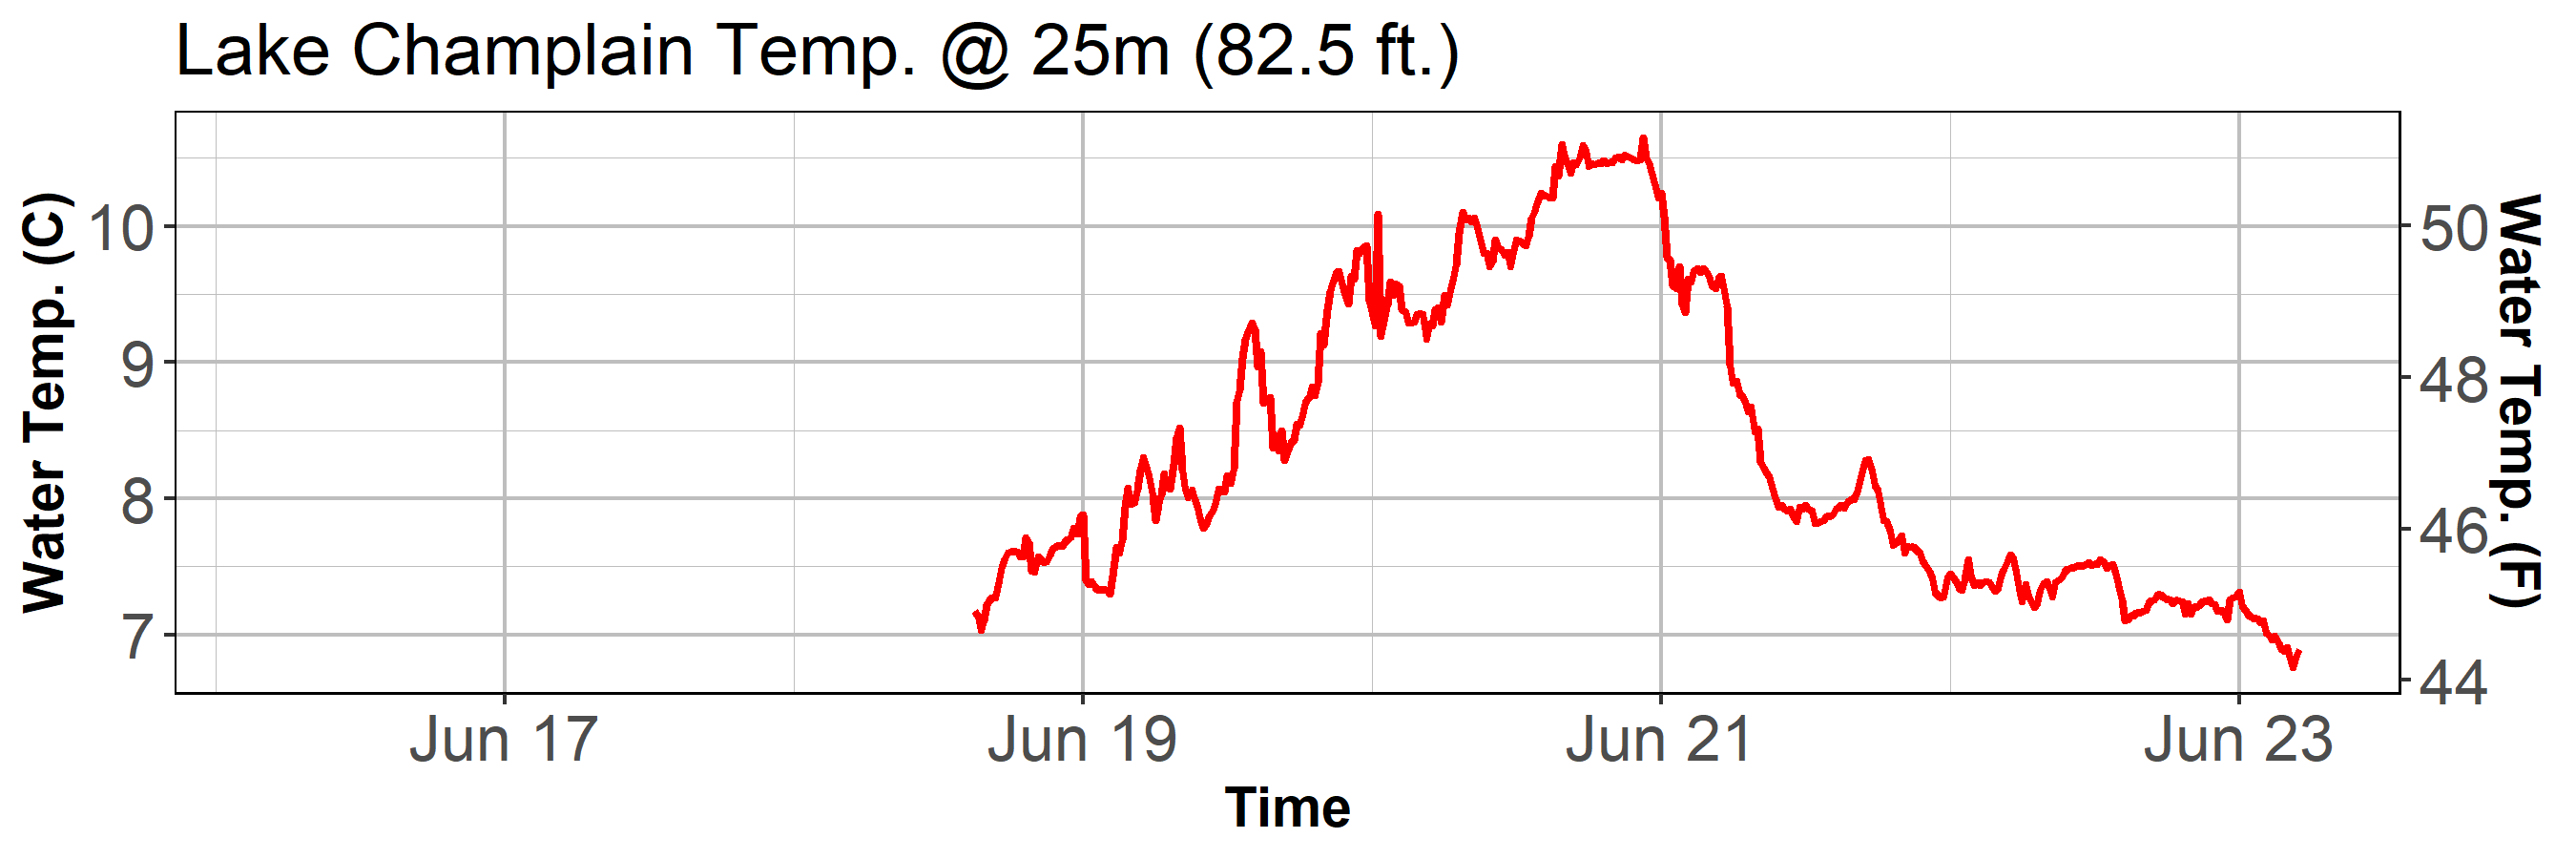 Lake Champlain Temp. @ 25m (82.5 ft.)
Water Temp. (C)
10
9
8
7
50
48
46
44
Water Temp. (F)
Jun 17
Jun 19
Jun 21
Jun 23
Time